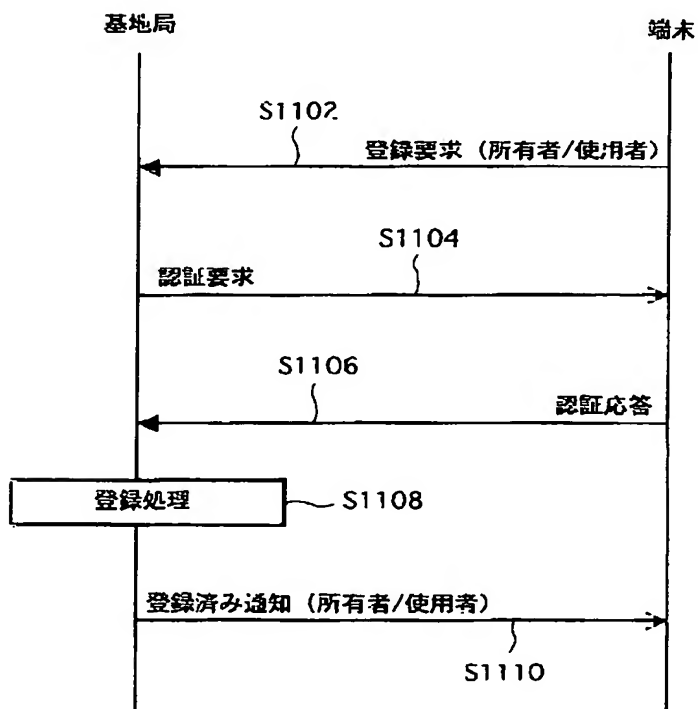 基地局
端末
S1102
登録要求（所有者/使用者）
S1104
認証要求
S1106
認証応答
登録処理
S1108
登録済み通知（所有者/使用者）
S1110